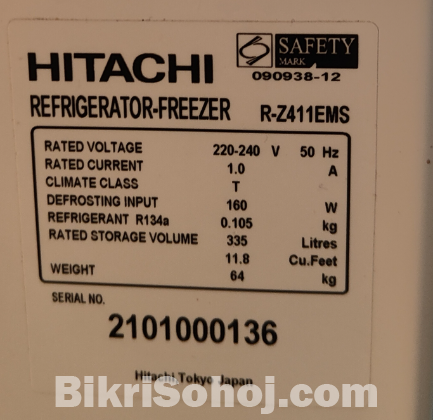 HITACHI
SAFETY
MARK
090938-12
REFRIGERATOR-FREEZER R-Z411EMS
RATED VOLTAGE 220-240 V 50 Hz
RATED CURRENT 1.0 A
CLIMATE CLASS T
DEFROSTING INPUT 160 W
REFRIGERANT R134a 0.105 kg
RATED STORAGE VOLUME 335 Litres
11.8 Cu.Feet
WEIGHT 64 kg
SERIAL NO.
2101000136
Hitachi Tokyo Japan
BikriSohoj.com